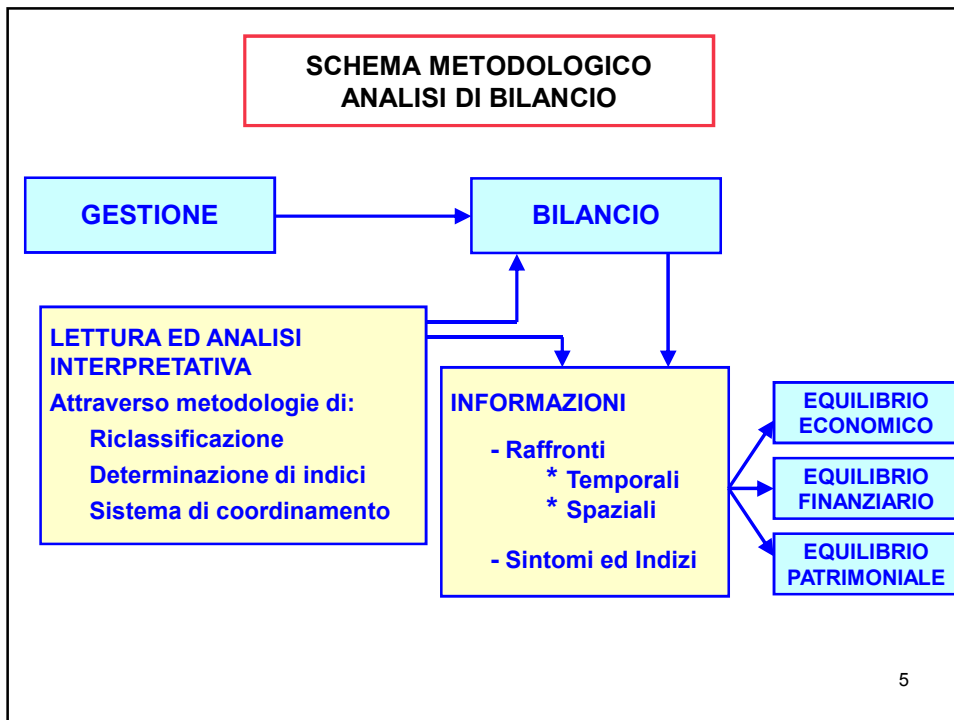 SCHEMA METODOLOGICO
ANALISI DI BILANCIO
GESTIONE
BILANCIO
LETTURA ED ANALISI
INTERPRETATIVA
Attraverso metodologie di:
Riclassificazione
Determinazione di indici
Sistema di coordinamento
INFORMAZIONI
- Raffronti
* Temporali
* Spaziali
- Sintomi ed Indizi
EQUILIBRIO
ECONOMICO
EQUILIBRIO
FINANZIARIO
EQUILIBRIO
PATRIMONIALE
5